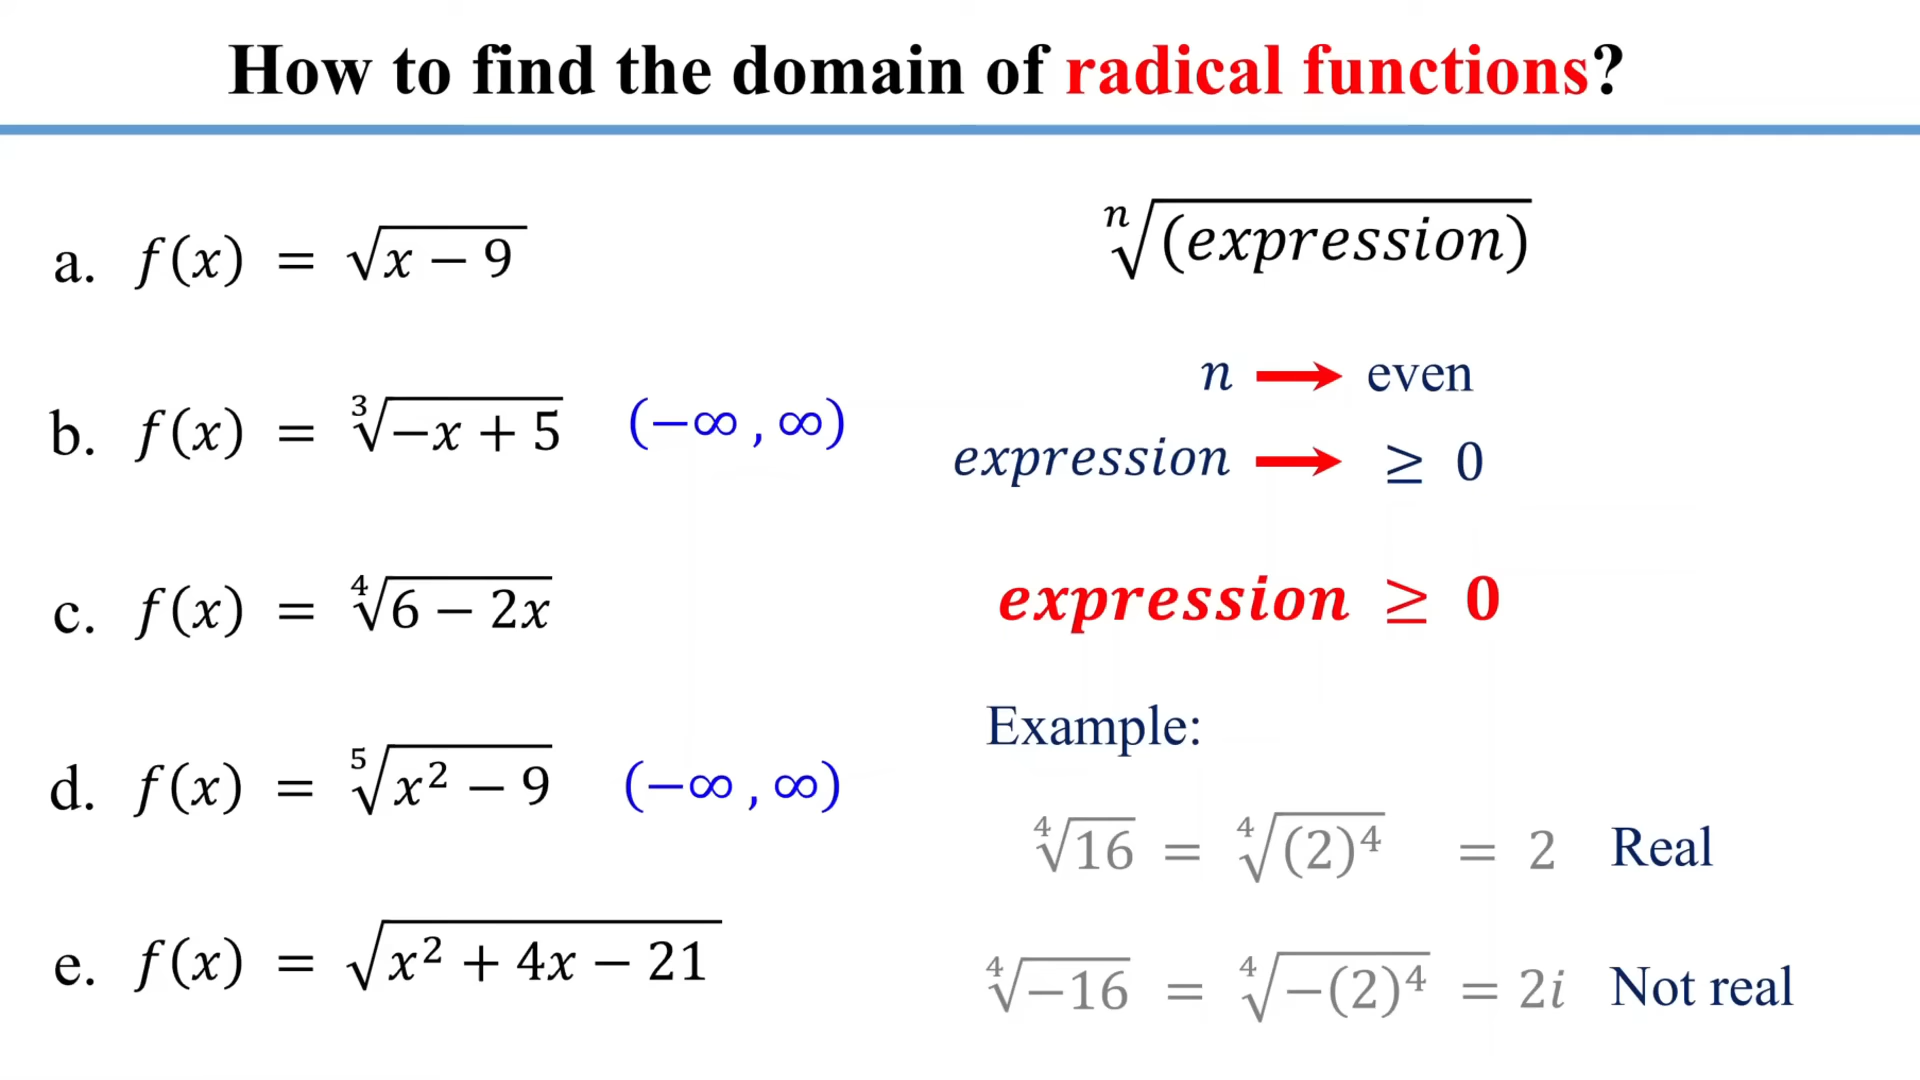 How to find the domain of radical functions?
a. f(x) = √(x − 9)
b. f(x) = ∛(−x + 5) (−∞ , ∞)
c. f(x) = ∜(6 − 2x)
d. f(x) = ⁵√(x² − 9) (−∞ , ∞)
e. f(x) = √(x² + 4x − 21)
ⁿ√(expression)
n → even
expression → ≥ 0
expression ≥ 0
Example:
∜16 = ∜(2)⁴ = 2 Real
∜−16 = ∜−(2)⁴ = 2i Not real